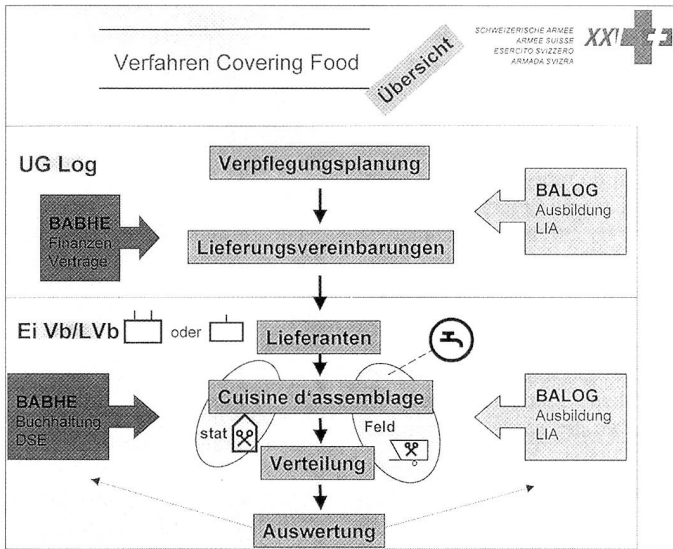 Verfahren Covering Food
Übersicht
SCHWEIZERISCHE ARMEE
ARMEE SUISSE
ESERCITO SVIZZERO
ARMADA SVIZRA
XXI
UG Log
Verpflegungsplanung
BABHE
Finanzen
Verträge
BALOG
Ausbildung
LIA
Lieferungsvereinbarungen
Ei Vb/LVb oder
Lieferanten
BABHE
Buchhaltung
DSE
Cuisine d'assemblage
stat
Feld
BALOG
Ausbildung
LIA
Verteilung
Auswertung